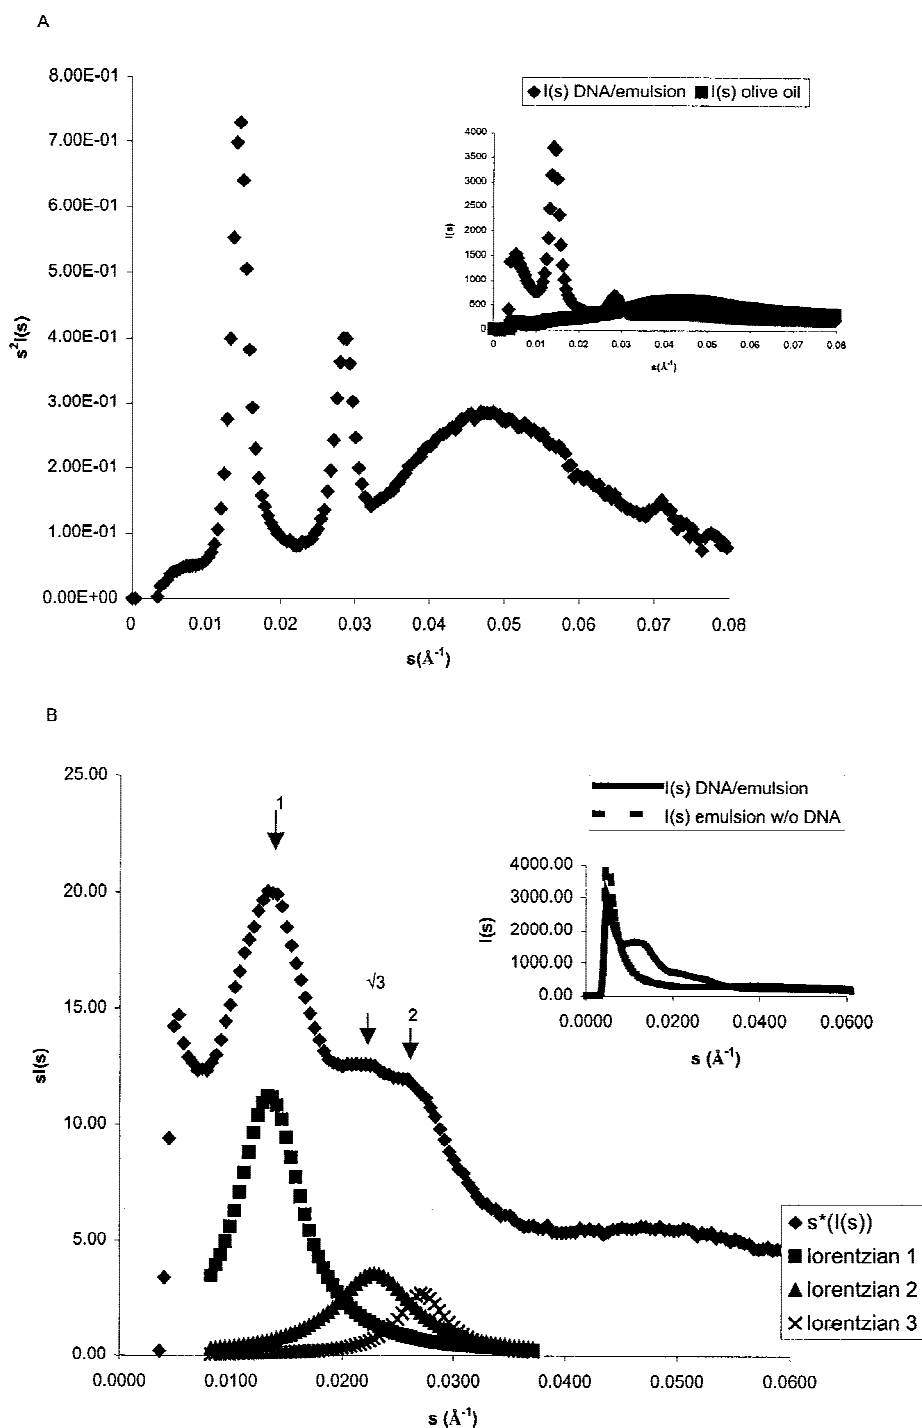 A
8.00E-01
7.00E-01
6.00E-01
5.00E-01
4.00E-01
3.00E-01
2.00E-01
1.00E-01
0.00E+00
s²I(s)
0 0.01 0.02 0.03 0.04 0.05 0.06 0.07 0.08
s(Å⁻¹)
I(s) DNA/emulsion I(s) olive oil
4000
3500
3000
2500
2000
1500
1000
500
0
I(s)
0 0.01 0.02 0.03 0.04 0.05 0.06 0.07 0.08
s(Å⁻¹)
B
25.00
20.00
15.00
10.00
5.00
0.00
sI(s)
1
√3
2
0.0000 0.0100 0.0200 0.0300 0.0400 0.0500 0.0600
s (Å⁻¹)
I(s) DNA/emulsion
I(s) emulsion w/o DNA
4000.00
3000.00
2000.00
1000.00
0.00
I(s)
0.0000 0.0200 0.0400 0.0600
s (Å⁻¹)
s*(I(s))
lorentzian 1
lorentzian 2
lorentzian 3